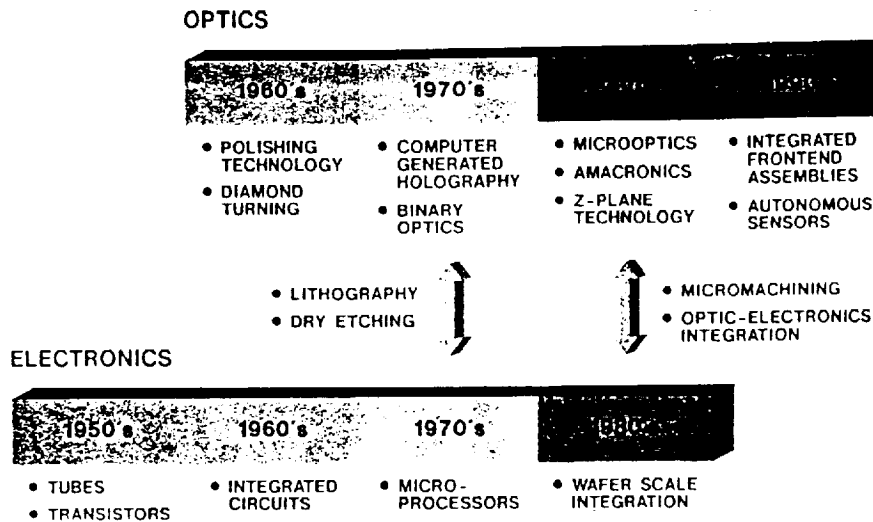 OPTICS
1960's 1970's
• POLISHING
TECHNOLOGY
• DIAMOND
TURNING
• COMPUTER
GENERATED
HOLOGRAPHY
• BINARY
OPTICS
• MICROOPTICS
• AMACRONICS
• Z-PLANE
TECHNOLOGY
• INTEGRATED
FRONTEND
ASSEMBLIES
• AUTONOMOUS
SENSORS
• LITHOGRAPHY
• DRY ETCHING
• MICROMACHINING
• OPTIC-ELECTRONICS
INTEGRATION
ELECTRONICS
1950's 1960's 1970's 1980's
• TUBES
• TRANSISTORS
• INTEGRATED
CIRCUITS
• MICRO-
PROCESSORS
• WAFER SCALE
INTEGRATION